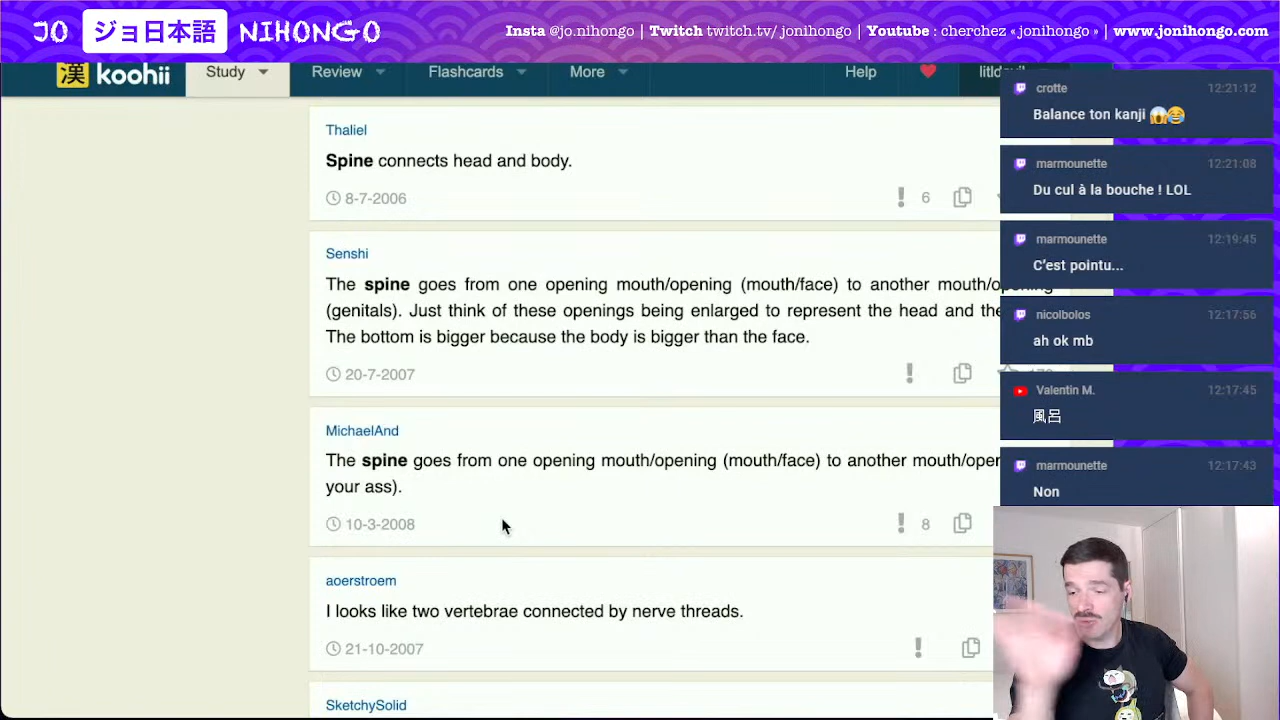 JO ジョ日本語 NIHONGO
Insta @jo.nihongo | Twitch twitch.tv/ jonihongo | Youtube : cherchez « jonihongo » | www.jonihongo.com
漢 koohii Study Review Flashcards More Help
Thaliel
Spine connects head and body.
8-7-2006 6
Senshi
The spine goes from one opening mouth/opening (mouth/face) to another mouth/opening
(genitals). Just think of these openings being enlarged to represent the head and the
The bottom is bigger because the body is bigger than the face.
20-7-2007
MichaelAnd
The spine goes from one opening mouth/opening (mouth/face) to another mouth/open
your ass).
10-3-2008 8
aoerstroem
I looks like two vertebrae connected by nerve threads.
21-10-2007
SketchySolid
crotte 12:21:12
Balance ton kanji 😱😂
marmounette 12:21:08
Du cul à la bouche ! LOL
marmounette 12:19:45
C'est pointu...
nicolbolos 12:17:56
ah ok mb
Valentin M. 12:17:45
風呂
marmounette 12:17:43
Non